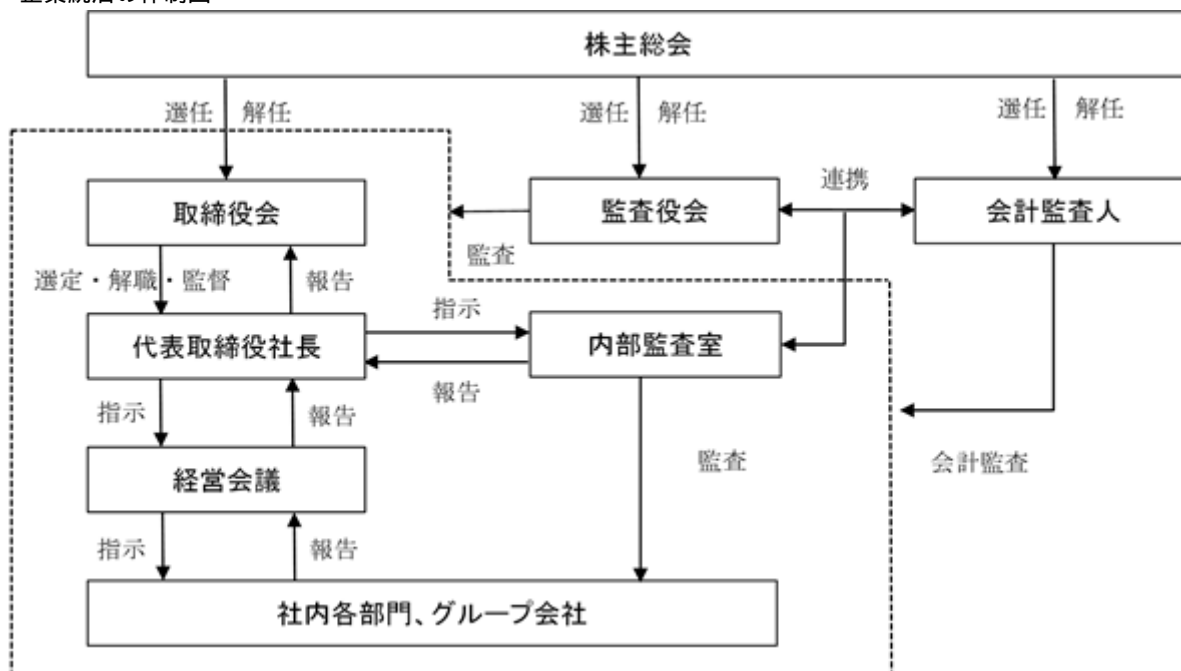 株主総会
選任 解任
選任 解任
選任 解任
取締役会
監査役会
連携
会計監査人
監査
選定・解職・監督
報告
指示
代表取締役社長
内部監査室
報告
指示
報告
経営会議
監査
会計監査
指示
報告
社内各部門、グループ会社